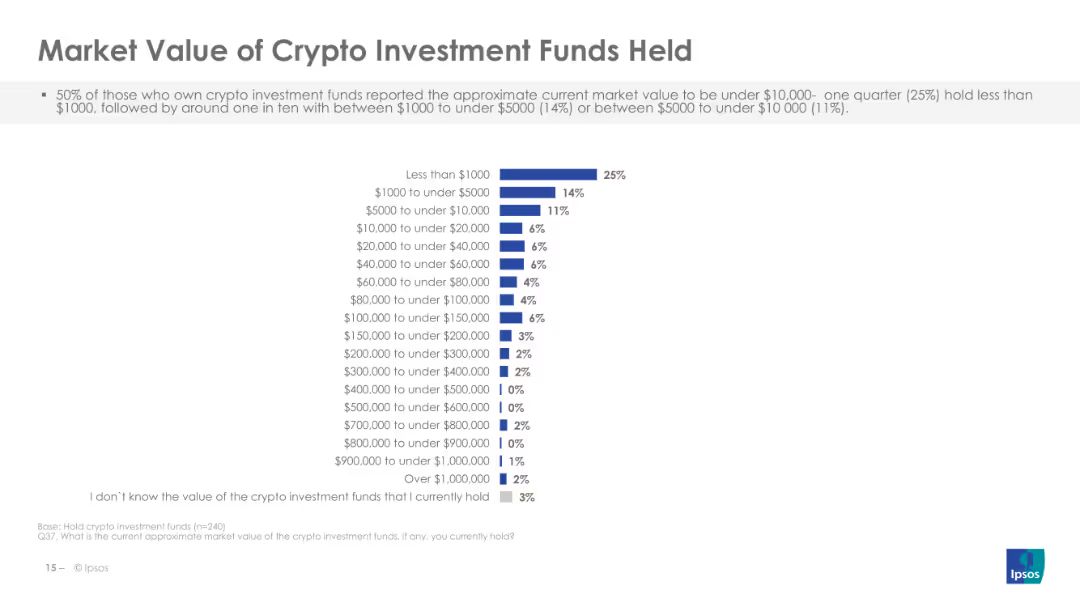 Market Value of Crypto Investment Funds Held
▪ 50% of those who own crypto investment funds reported the approximate current market value to be under $10,000- one quarter (25%) hold less than
$1000, followed by around one in ten with between $1000 to under $5000 (14%) or between $5000 to under $10 000 (11%).
Less than $1000 25%
$1000 to under $5000 14%
$5000 to under $10,000 11%
$10,000 to under $20,000 6%
$20,000 to under $40,000 6%
$40,000 to under $60,000 6%
$60,000 to under $80,000 4%
$80,000 to under $100,000 4%
$100,000 to under $150,000 6%
$150,000 to under $200,000 3%
$200,000 to under $300,000 2%
$300,000 to under $400,000 2%
$400,000 to under $500,000 0%
$500,000 to under $600,000 0%
$700,000 to under $800,000 2%
$800,000 to under $900,000 0%
$900,000 to under $1,000,000 1%
Over $1,000,000 2%
I don`t know the value of the crypto investment funds that I currently hold 3%
Base: Hold crypto investment funds (n=240)
Q37. What is the current approximate market value of the crypto investment funds, if any, you currently hold?
15 – © Ipsos
Ipsos